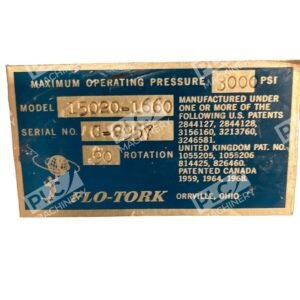 MAXIMUM OPERATING PRESSURE 3000 PSI
MODEL 15020-1660
SERIAL NO.
ROTATION
MANUFACTURED UNDER
ONE OR MORE OF THE
FOLLOWING U.S. PATENTS
2844127, 2844128,
3156160, 3213760,
3246581.
UNITED KINGDOM PAT. NO.
1055205, 1055206
814425, 826460.
PATENTED CANADA
1959, 1964, 1968.
FLO-TORK
ORRVILLE, OHIO